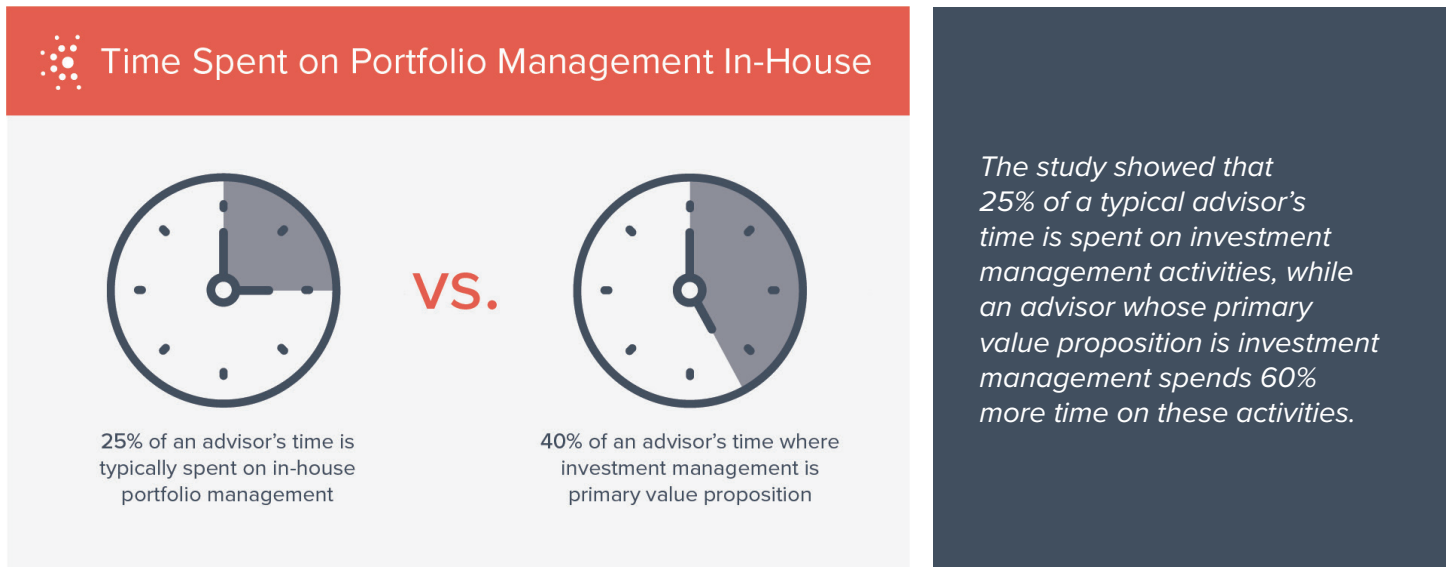 Time Spent on Portfolio Management In-House
vs.
25% of an advisor’s time is
typically spent on in-house
portfolio management
40% of an advisor’s time where
investment management is
primary value proposition
The study showed that
25% of a typical advisor’s
time is spent on investment
management activities, while
an advisor whose primary
value proposition is investment
management spends 60%
more time on these activities.